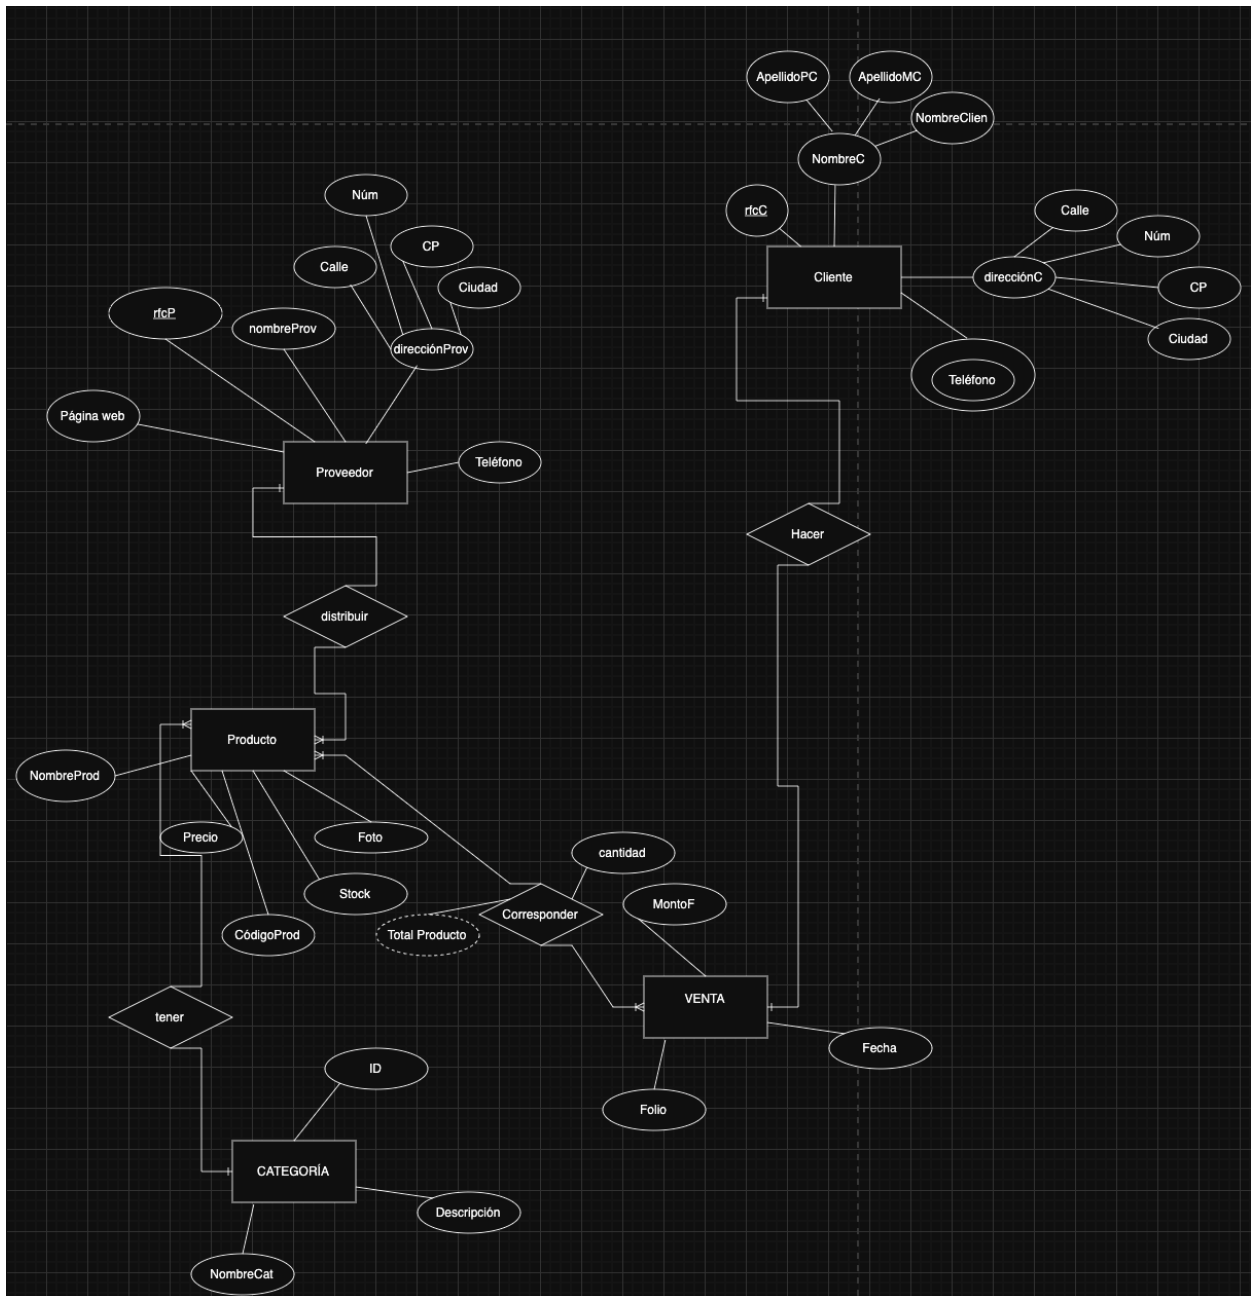 ApellidoPC
ApellidoMC
NombreClien
NombreC
Núm
rfcC
Calle
Núm
CP
Calle
Cliente
direcciónC
CP
Ciudad
rfcP
nombreProv
Ciudad
direcciónProv
Teléfono
Página web
Proveedor
Teléfono
Hacer
distribuir
Producto
NombreProd
Precio
Foto
cantidad
Stock
MontoF
CódigoProd
Total Producto
Corresponder
VENTA
tener
Fecha
ID
Folio
CATEGORÍA
Descripción
NombreCat